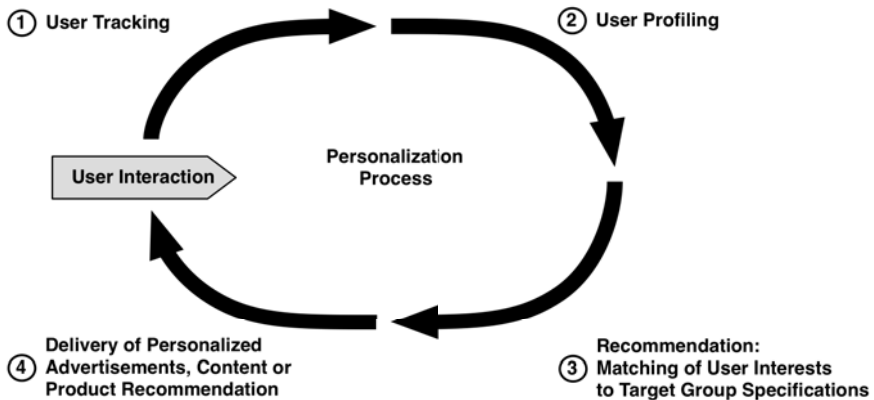 1 User Tracking
2 User Profiling
User Interaction
Personalization
Process
4 Delivery of Personalized
Advertisements, Content or
Product Recommendation
3 Recommendation:
Matching of User Interests
to Target Group Specifications